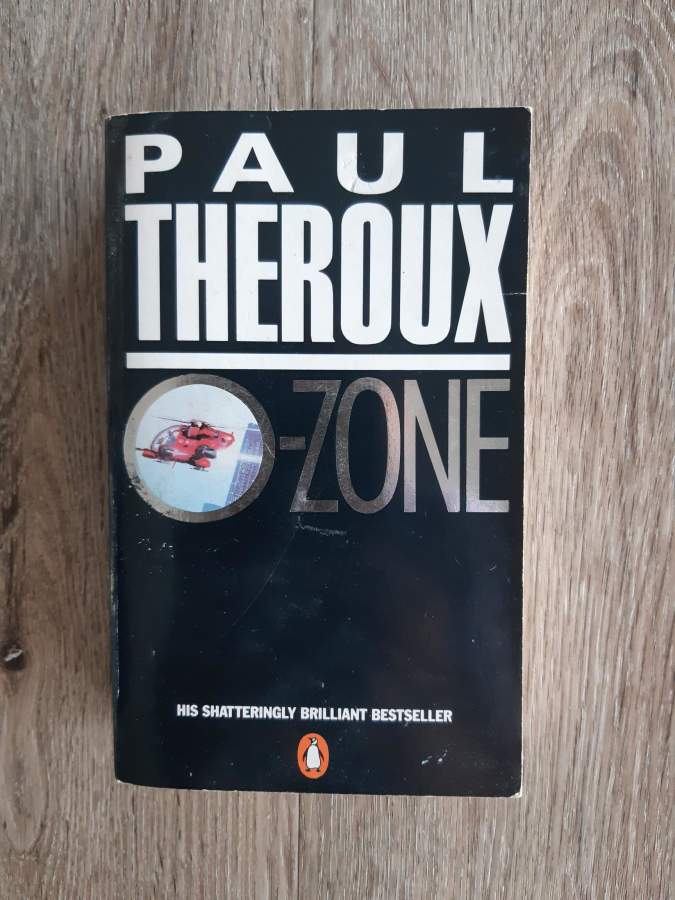 PAUL
THEROUX
O-ZONE
HIS SHATTERINGLY BRILLIANT BESTSELLER